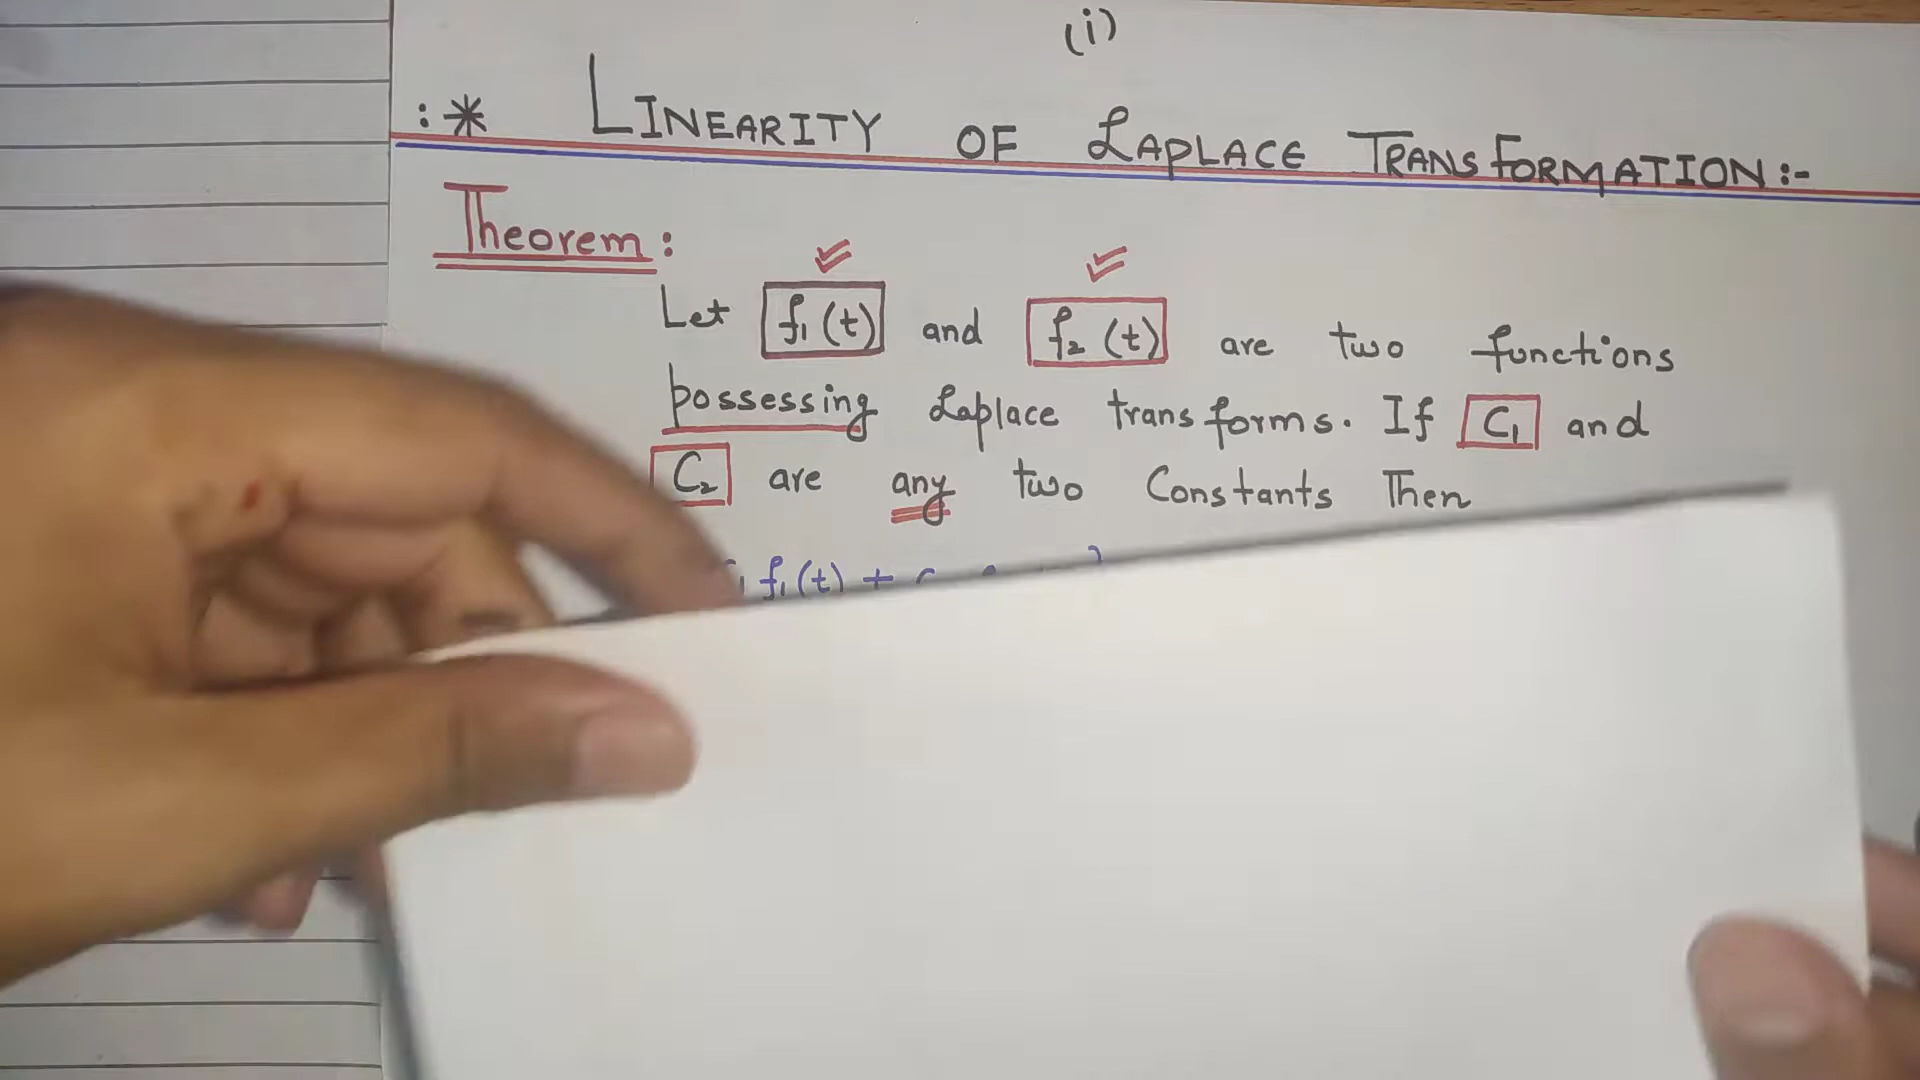 (i)
:* LINEARITY OF LAPLACE TRANSFORMATION:-
Theorem:
Let f₁(t) and f₂(t) are two functions
possessing Laplace transforms. If C₁ and
C₂ are any two Constants Then
f₁(t) +